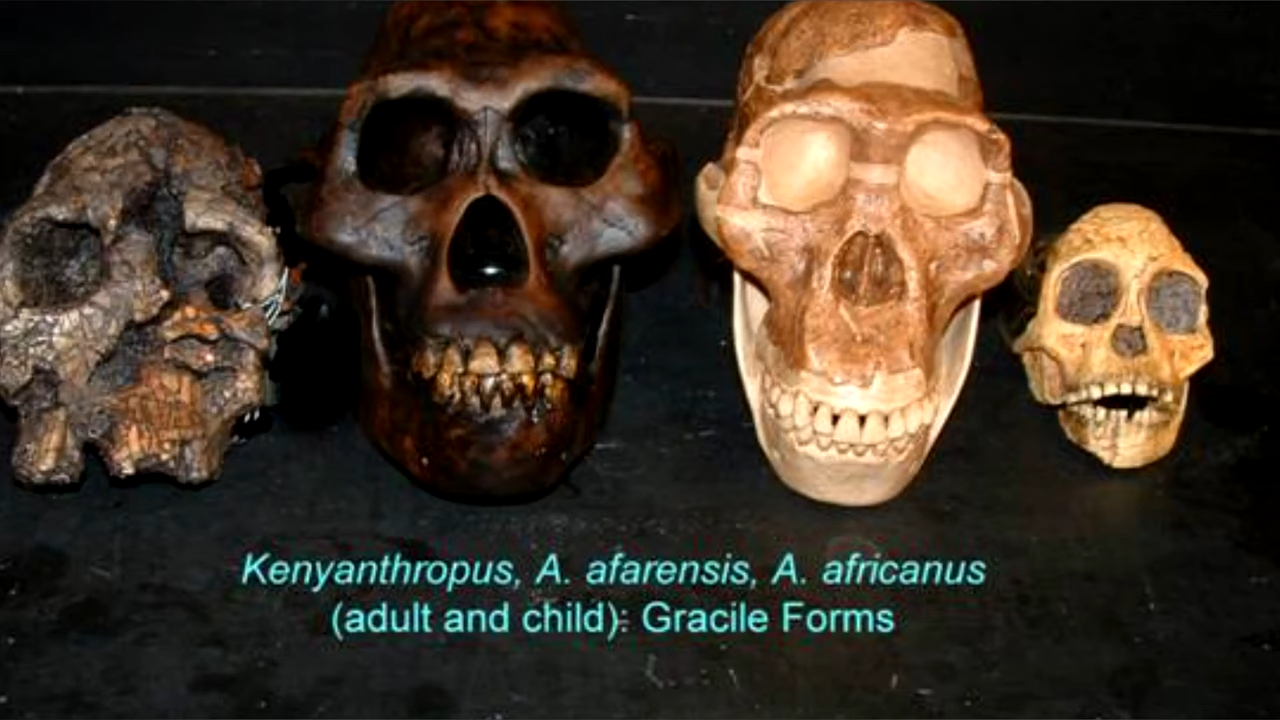 Kenyanthropus, A. afarensis, A. africanus
(adult and child): Gracile Forms